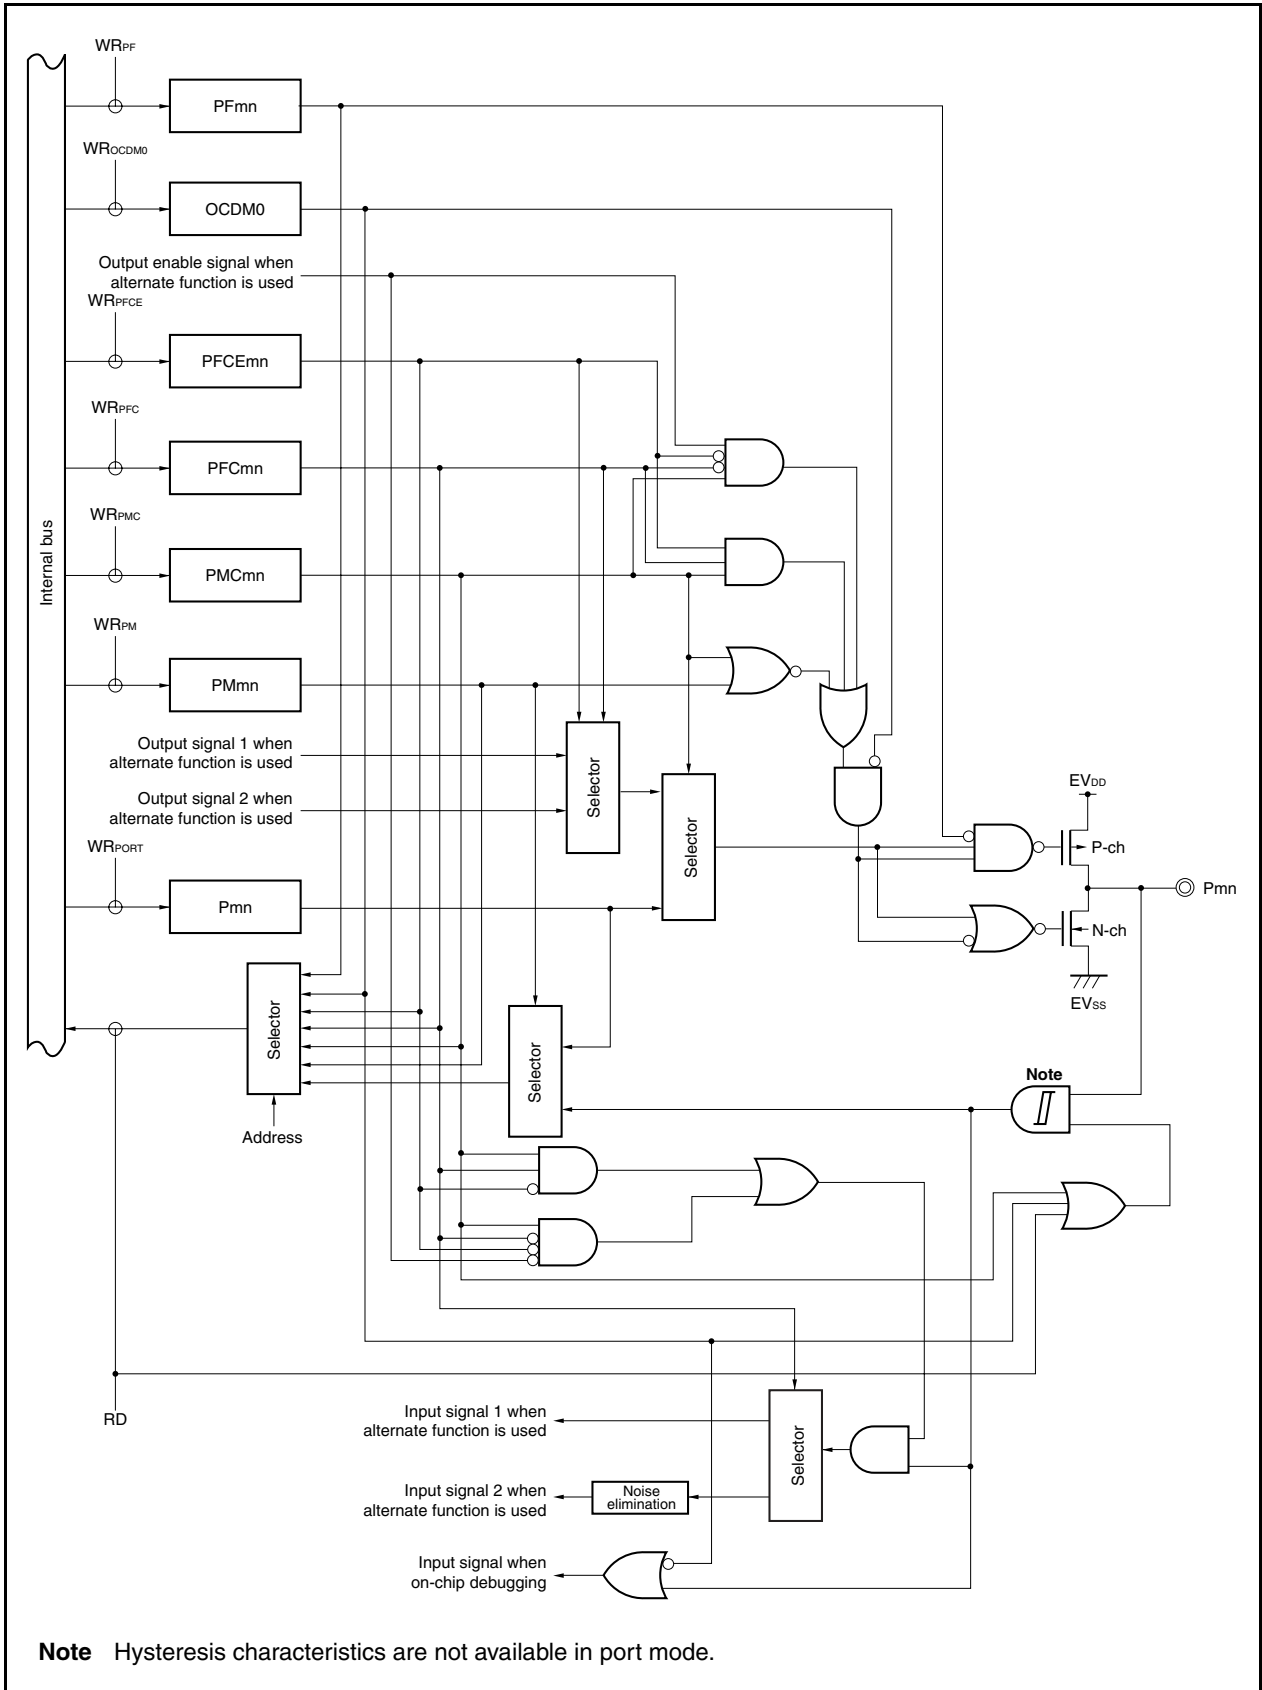 WRPF
PFmn
WROCDM0
OCDM0
Output enable signal when
alternate function is used
WRPFCE
PFCEmn
WRPFC
PFCmn
WRPMC
PMCmn
Internal bus
WRPM
PMmn
Output signal 1 when
alternate function is used
Output signal 2 when
alternate function is used
Selector
Selector
WRPORT
Pmn
EVDD
P-ch
Pmn
N-ch
EVSS
Selector
Address
Selector
Note
RD
Input signal 1 when
alternate function is used
Selector
Input signal 2 when
alternate function is used
Noise
elimination
Input signal when
on-chip debugging
Note Hysteresis characteristics are not available in port mode.